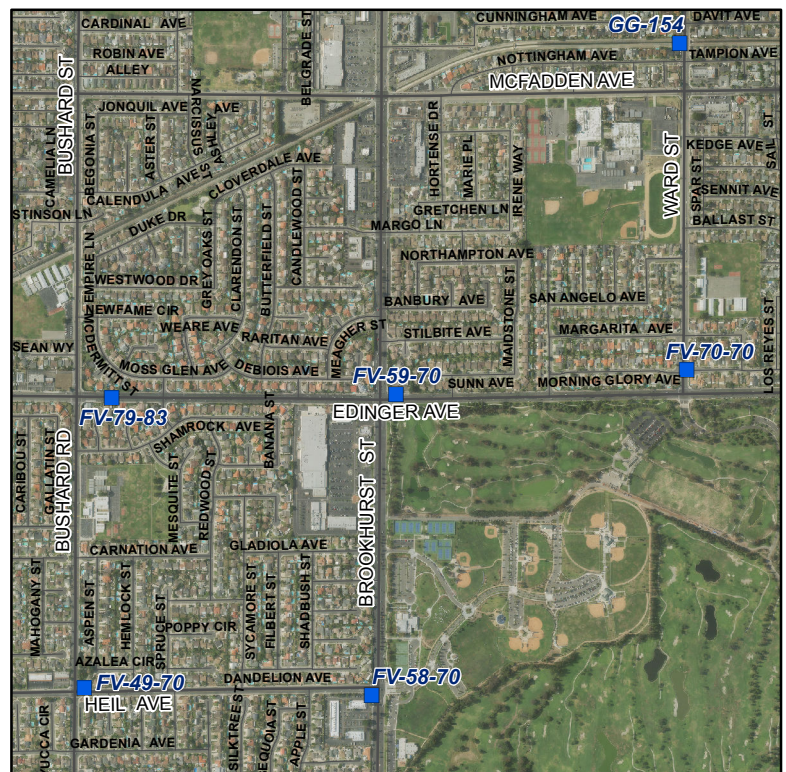 CUNNINGHAM AVE
DAVIT AVE
CARDINAL AVE
GG-154
BELGRADE ST
ROBIN AVE
NOTTINGHAM AVE
TAMPION AVE
ALLEY
MCFADDEN AVE
BUSHARD ST
JONQUIL AVE
NARCISSUS ST
ASHLEY AVE
CAMELIA LN
BEGONIA ST
ASTER ST
HORTENSE DR
MARIE PL
IRENE WAY
WARD ST
KEDGE AVE
SAIL ST
CLOVERDALE AVE
CALENDULA AVE
SPAR ST
SENNIT AVE
STINSON LN
DUKE DR
GRETCHEN LN
BALLAST ST
MARGO LN
GREY OAKS ST
CLARENDON ST
BUTTERFIELD ST
CANDLEWOOD ST
EMPIRE LN
NORTHAMPTON AVE
WESTWOOD DR
BANBURY AVE
SAN ANGELO AVE
MAIDSTONE ST
NEWFAME CIR
WEARE AVE
RARITAN AVE
MEAGHER ST
STILBITE AVE
MARGARITA AVE
LOS REYES ST
SEAN WY
MCDERMITT ST
MOSS GLEN AVE
DEBIOIS AVE
FV-59-70
FV-70-70
SUNN AVE
MORNING GLORY AVE
FV-79-83
EDINGER AVE
BANANA ST
SHAMROCK AVE
CARIBOU ST
GALLATIN ST
BUSHARD RD
MESQUITE ST
REDWOOD ST
BROOKHURST ST
CARNATION AVE
GLADIOLA AVE
MAHOGANY ST
ASPEN ST
HEMLOCK ST
SPRUCE ST
SYCAMORE ST
FILBERT ST
SHADBUSH ST
POPPY CIR
AZALEA CIR
DANDELION AVE
FV-49-70
FV-58-70
HEIL AVE
YUCCA CIR
SILKTREE ST
EQUOIA ST
APPLE ST
GARDENIA AVE